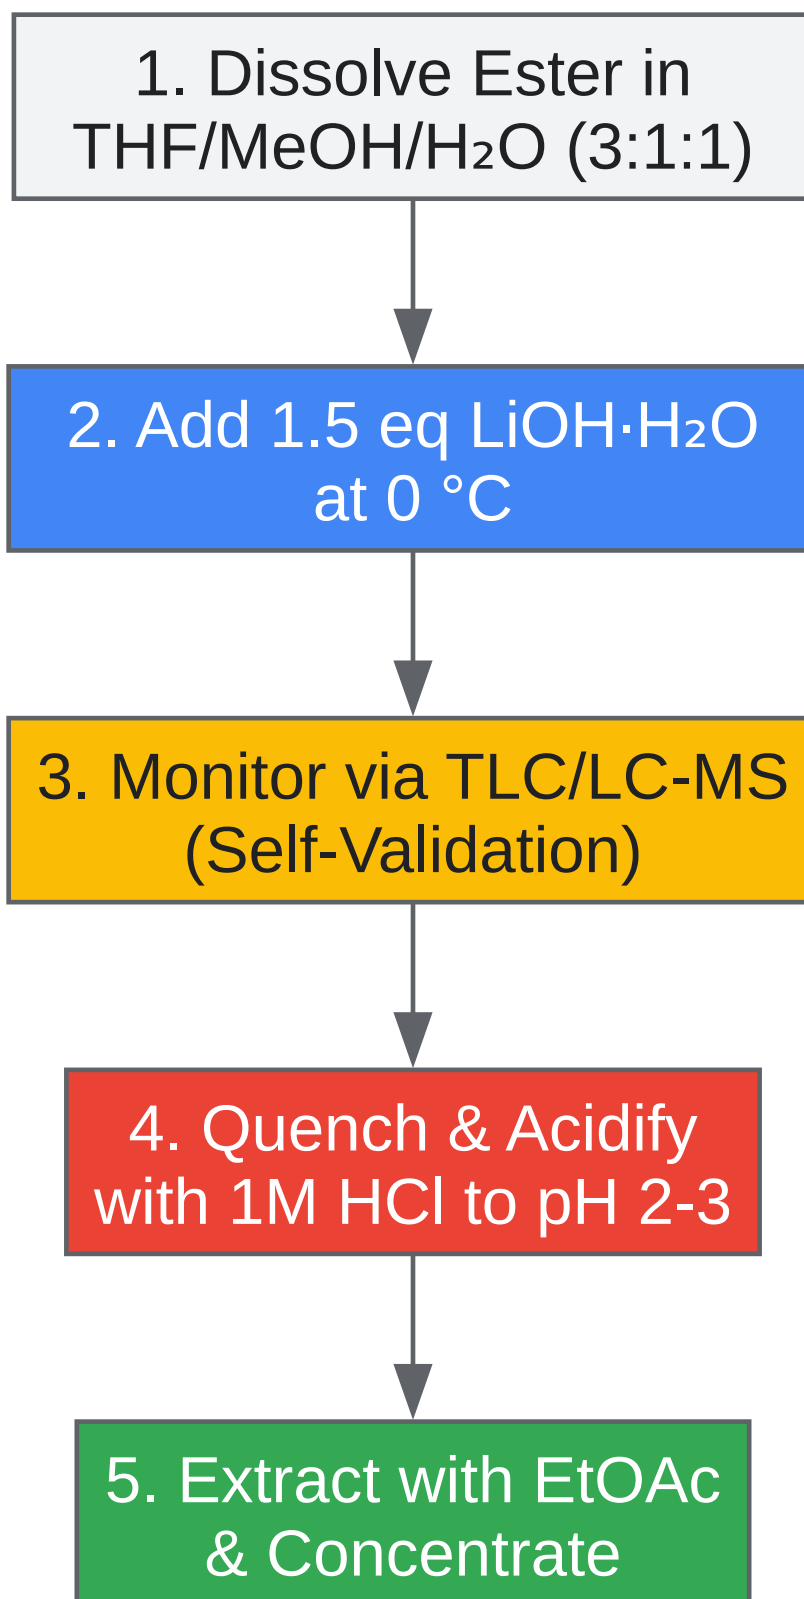 1. Dissolve Ester in
THF/MeOH/H₂O (3:1:1)
2. Add 1.5 eq LiOH·H₂O
at 0 °C
3. Monitor via TLC/LC-MS
(Self-Validation)
4. Quench & Acidify
with 1M HCl to pH 2-3
5. Extract with EtOAc
& Concentrate